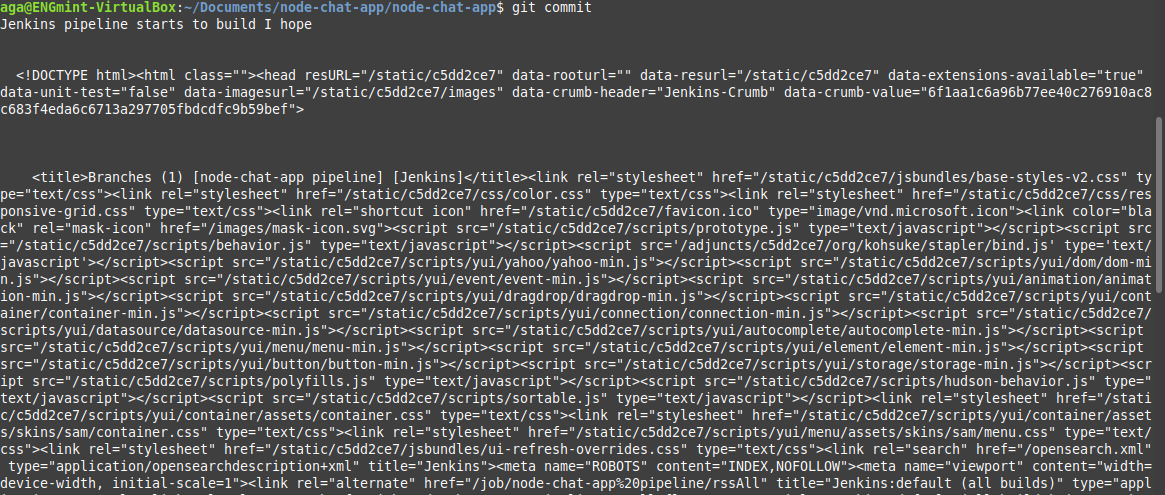 aga@ENGmint-VirtualBox:~/Documents/node-chat-app/node-chat-app$ git commit
Jenkins pipeline starts to build I hope
<!DOCTYPE html><html class=""><head resURL="/static/c5dd2ce7" data-rooturl="" data-resurl="/static/c5dd2ce7" data-extensions-available="true"
data-unit-test="false" data-imagesurl="/static/c5dd2ce7/images" data-crumb-header="Jenkins-Crumb" data-crumb-value="6f1aa1c6a96b77ee40c276910ac8
c683f4eda6c6713a297705fbdcdfc9b59bef">
<title>Branches (1) [node-chat-app pipeline] [Jenkins]</title><link rel="stylesheet" href="/static/c5dd2ce7/jsbundles/base-styles-v2.css" ty
pe="text/css"><link rel="stylesheet" href="/static/c5dd2ce7/css/color.css" type="text/css"><link rel="stylesheet" href="/static/c5dd2ce7/css/res
ponsive-grid.css" type="text/css"><link rel="shortcut icon" href="/static/c5dd2ce7/favicon.ico" type="image/vnd.microsoft.icon"><link color="bla
ck" rel="mask-icon" href="/images/mask-icon.svg"><script src="/static/c5dd2ce7/scripts/prototype.js" type="text/javascript"></script><script src
="/static/c5dd2ce7/scripts/behavior.js" type="text/javascript"></script><script src='/adjuncts/c5dd2ce7/org/kohsuke/stapler/bind.js' type='text/
javascript'></script><script src="/static/c5dd2ce7/scripts/yui/yahoo/yahoo-min.js"></script><script src="/static/c5dd2ce7/scripts/yui/dom/dom-mi
n.js"></script><script src="/static/c5dd2ce7/scripts/yui/event/event-min.js"></script><script src="/static/c5dd2ce7/scripts/yui/animation/animat
ion-min.js"></script><script src="/static/c5dd2ce7/scripts/yui/dragdrop/dragdrop-min.js"></script><script src="/static/c5dd2ce7/scripts/yui/cont
ainer/container-min.js"></script><script src="/static/c5dd2ce7/scripts/yui/connection/connection-min.js"></script><script src="/static/c5dd2ce7/
scripts/yui/datasource/datasource-min.js"></script><script src="/static/c5dd2ce7/scripts/yui/autocomplete/autocomplete-min.js"></script><script
src="/static/c5dd2ce7/scripts/yui/menu/menu-min.js"></script><script src="/static/c5dd2ce7/scripts/yui/element/element-min.js"></script><script
src="/static/c5dd2ce7/scripts/yui/button/button-min.js"></script><script src="/static/c5dd2ce7/scripts/yui/storage/storage-min.js"></script><scr
ipt src="/static/c5dd2ce7/scripts/polyfills.js" type="text/javascript"></script><script src="/static/c5dd2ce7/scripts/hudson-behavior.js" type="
text/javascript"></script><script src="/static/c5dd2ce7/scripts/sortable.js" type="text/javascript"></script><link rel="stylesheet" href="/stati
c/c5dd2ce7/scripts/yui/container/assets/container.css" type="text/css"><link rel="stylesheet" href="/static/c5dd2ce7/scripts/yui/container/asset
s/skins/sam/container.css" type="text/css"><link rel="stylesheet" href="/static/c5dd2ce7/scripts/yui/menu/assets/skins/sam/menu.css" type="text/
css"><link rel="stylesheet" href="/static/c5dd2ce7/jsbundles/ui-refresh-overrides.css" type="text/css"><link rel="search" href="/opensearch.xml"
type="application/opensearchdescription+xml" title="Jenkins"><meta name="ROBOTS" content="INDEX,NOFOLLOW"><meta name="viewport" content="width=
device-width, initial-scale=1"><link rel="alternate" href="/job/node-chat-app%20pipeline/rssAll" title="Jenkins:default (all builds)" type="appl